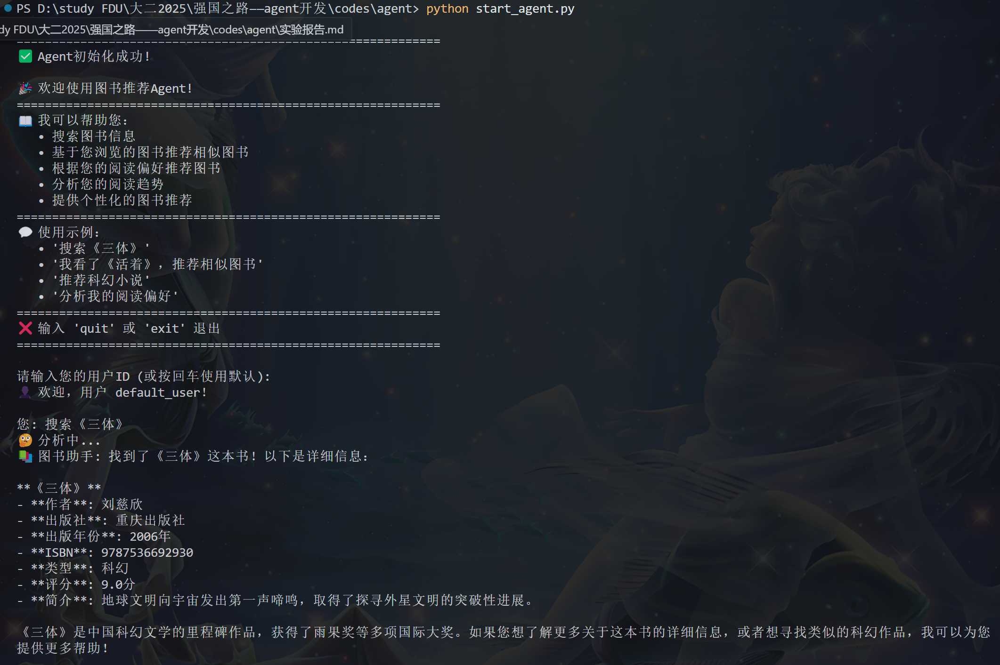 PS D:\study FDU\大二2025\强国之路——agent开发\codes\agent> python start_agent.py
dy FDU\大二2025\强国之路——agent开发\codes\agent\实验报告.md
============================================================
✅ Agent初始化成功!
🎉 欢迎使用图书推荐Agent!
============================================================
📖 我可以帮助您:
• 搜索图书信息
• 基于您浏览的图书推荐相似图书
• 根据您的阅读偏好推荐图书
• 分析您的阅读趋势
• 提供个性化的图书推荐
============================================================
💬 使用示例:
• '搜索《三体》'
• '我看了《活着》，推荐相似图书'
• '推荐科幻小说'
• '分析我的阅读偏好'
============================================================
❌ 输入 'quit' 或 'exit' 退出
============================================================
请输入您的用户ID (或按回车使用默认):
👤 欢迎，用户 default_user!
您: 搜索《三体》
🤔 分析中...
📚 图书助手: 找到了《三体》这本书！以下是详细信息：
**《三体》**
- **作者**: 刘慈欣
- **出版社**: 重庆出版社
- **出版年份**: 2006年
- **ISBN**: 9787536692930
- **类型**: 科幻
- **评分**: 9.0分
- **简介**: 地球文明向宇宙发出第一声啼鸣，取得了探寻外星文明的突破性进展。
《三体》是中国科幻文学的里程碑作品，获得了雨果奖等多项国际大奖。如果您想了解更多关于这本书的详细信息，或者想寻找类似的科幻作品，我可以为您
提供更多帮助！